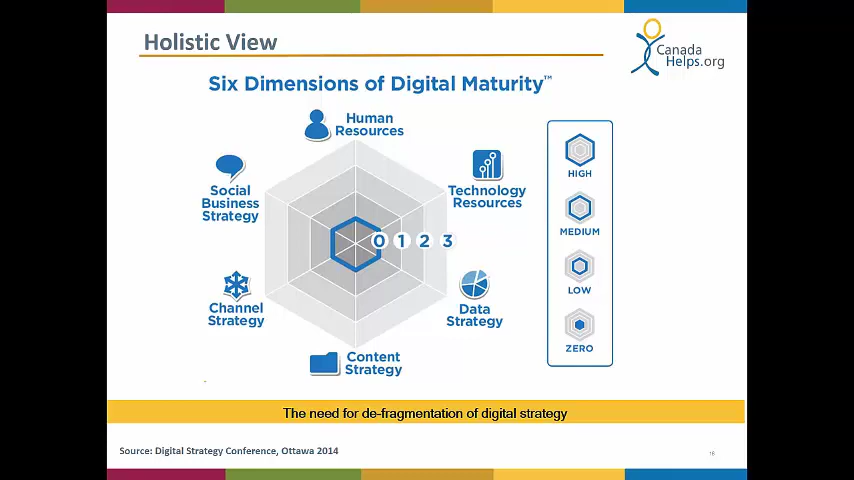 Holistic View
Canada
Helps.org
Six Dimensions of Digital Maturity™
Human
Resources
Technology
Resources
Data
Strategy
Content
Strategy
Channel
Strategy
Social
Business
Strategy
0 1 2 3
HIGH
MEDIUM
LOW
ZERO
The need for de-fragmentation of digital strategy
Source: Digital Strategy Conference, Ottawa 2014